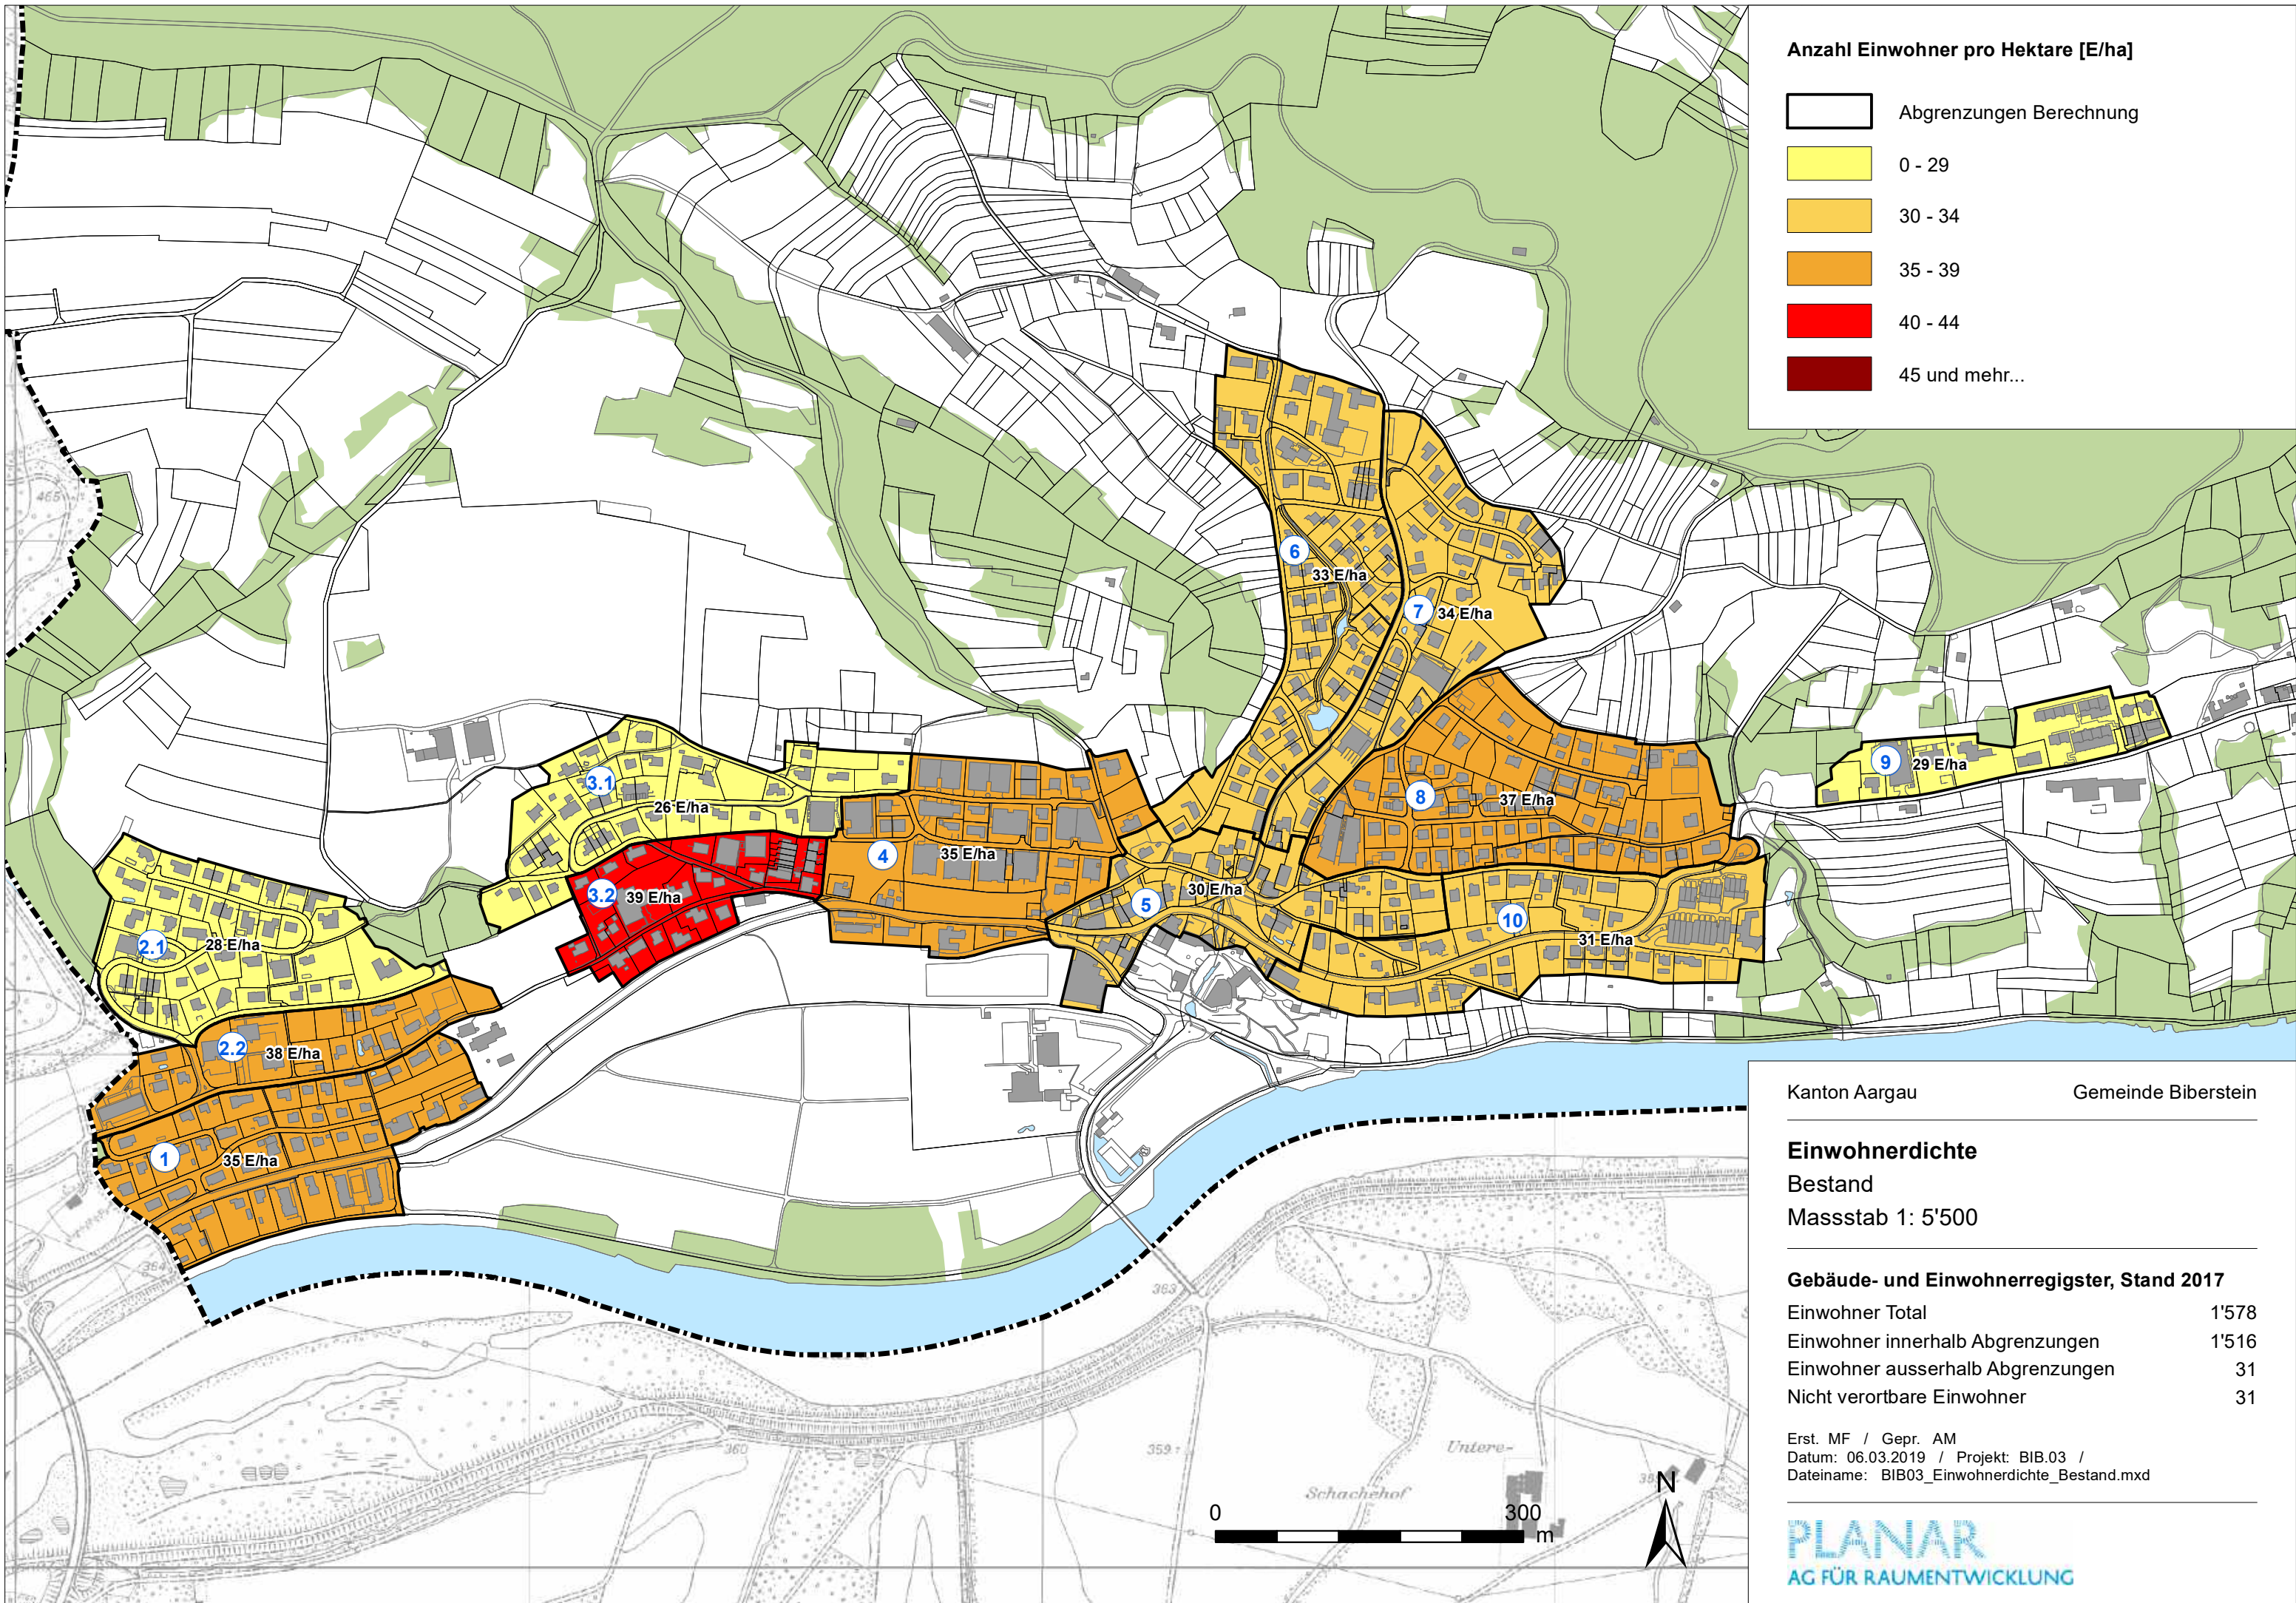 Anzahl Einwohner pro Hektare [E/ha]
Abgrenzungen Berechnung
0 - 29
30 - 34
35 - 39
40 - 44
45 und mehr...
465
6
33 E/ha
7
34 E/ha
3.1
26 E/ha
9
29 E/ha
8
37 E/ha
4
35 E/ha
3.2
39 E/ha
30 E/ha
5
10
31 E/ha
2.1
28 E/ha
2.2
38 E/ha
1
35 E/ha
364
363
360
359
Untere-
Schachehof
0
300
m
N
Kanton Aargau Gemeinde Biberstein
Einwohnerdichte
Bestand
Massstab 1: 5'500
Gebäude- und Einwohnerregigster, Stand 2017
Einwohner Total 1'578
Einwohner innerhalb Abgrenzungen 1'516
Einwohner ausserhalb Abgrenzungen 31
Nicht verortbare Einwohner 31
Erst. MF / Gepr. AM
Datum: 06.03.2019 / Projekt: BIB.03 /
Dateiname: BIB03_Einwohnerdichte_Bestand.mxd
PLANAR
AG FÜR RAUMENTWICKLUNG